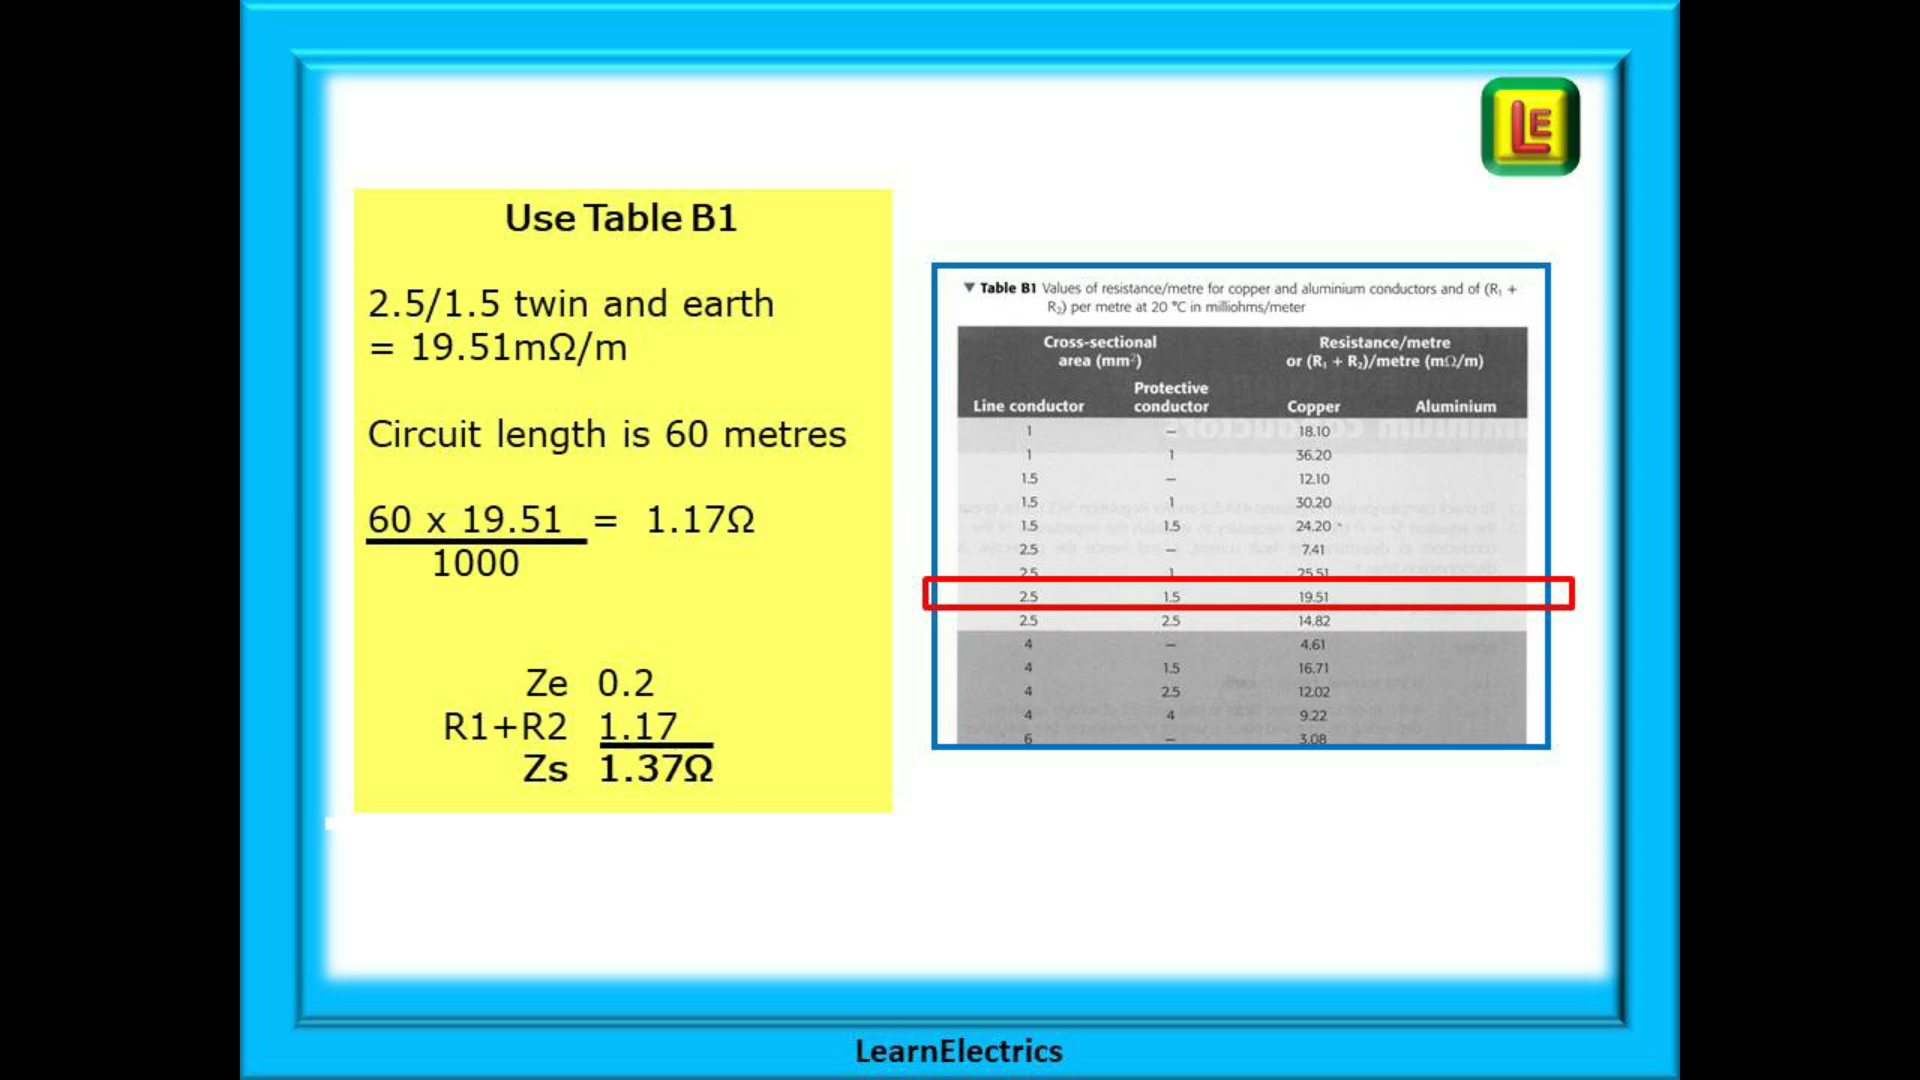 LE
Use Table B1
2.5/1.5 twin and earth
= 19.51mΩ/m
Circuit length is 60 metres
60 x 19.51 = 1.17Ω
1000
Ze 0.2
R1+R2 1.17
Zs 1.37Ω
▼ Table B1 Values of resistance/metre for copper and aluminium conductors and of (R₁ +
R₂) per metre at 20 °C in milliohms/meter
Cross-sectional Resistance/metre
area (mm²) or (R₁ + R₂)/metre (mΩ/m)
Protective
Line conductor conductor Copper Aluminium
1 — 18.10
1 1 36.20
1.5 — 12.10
1.5 1 30.20
1.5 1.5 24.20
2.5 — 7.41
2.5 1 25.51
2.5 1.5 19.51
2.5 2.5 14.82
4 — 4.61
4 1.5 16.71
4 2.5 12.02
4 4 9.22
6 — 3.08
LearnElectrics